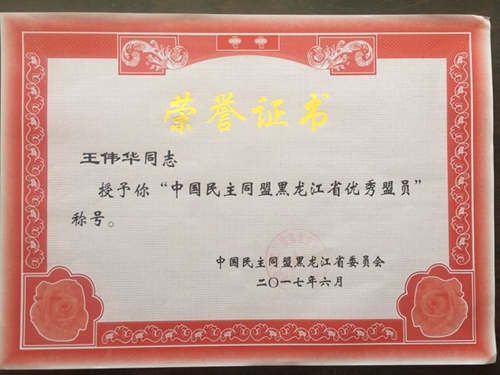 荣誉证书
王伟华同志
授予你“中国民主同盟黑龙江省优秀盟员”
称号。
中国民主同盟黑龙江省委员会
二〇一七年六月